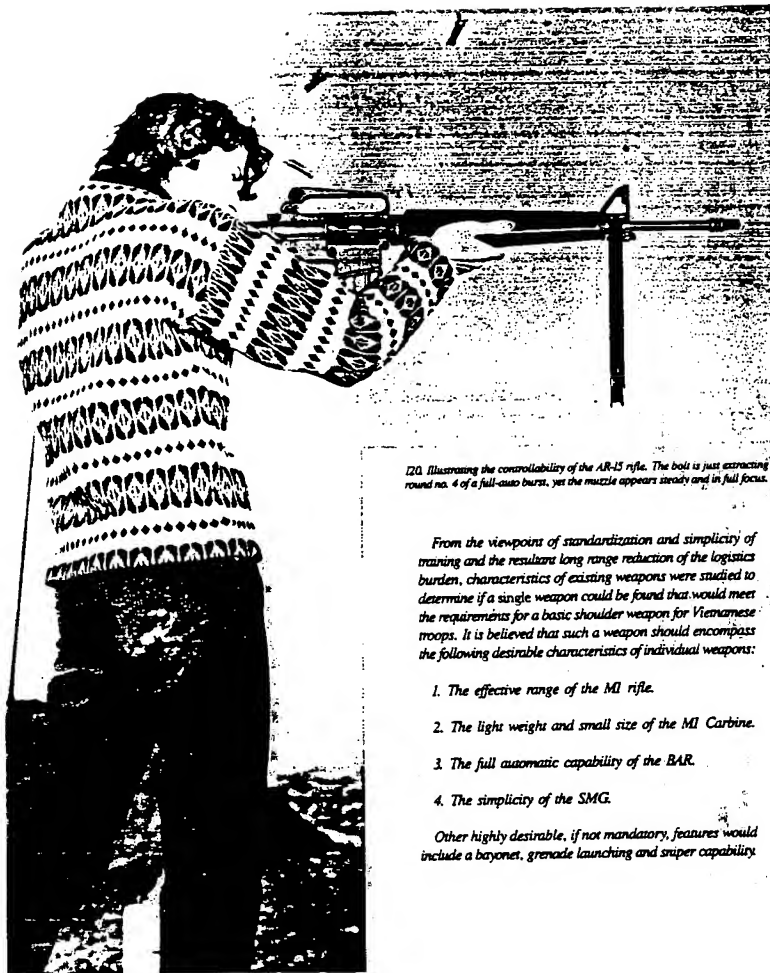 120. Illustrating the controllability of the AR-15 rifle. The bolt is just extracting
round no. 4 of a full-auto burst, yet the muzzle appears steady and in full focus.
From the viewpoint of standardization and simplicity of
training and the resultant long range reduction of the logistics
burden, characteristics of existing weapons were studied to
determine if a single weapon could be found that would meet
the requirements for a basic shoulder weapon for Vietnamese
troops. It is believed that such a weapon should encompass
the following desirable characteristics of individual weapons:
1. The effective range of the M1 rifle.
2. The light weight and small size of the M1 Carbine.
3. The full automatic capability of the BAR.
4. The simplicity of the SMG.
Other highly desirable, if not mandatory, features would
include a bayonet, grenade launching and sniper capability.